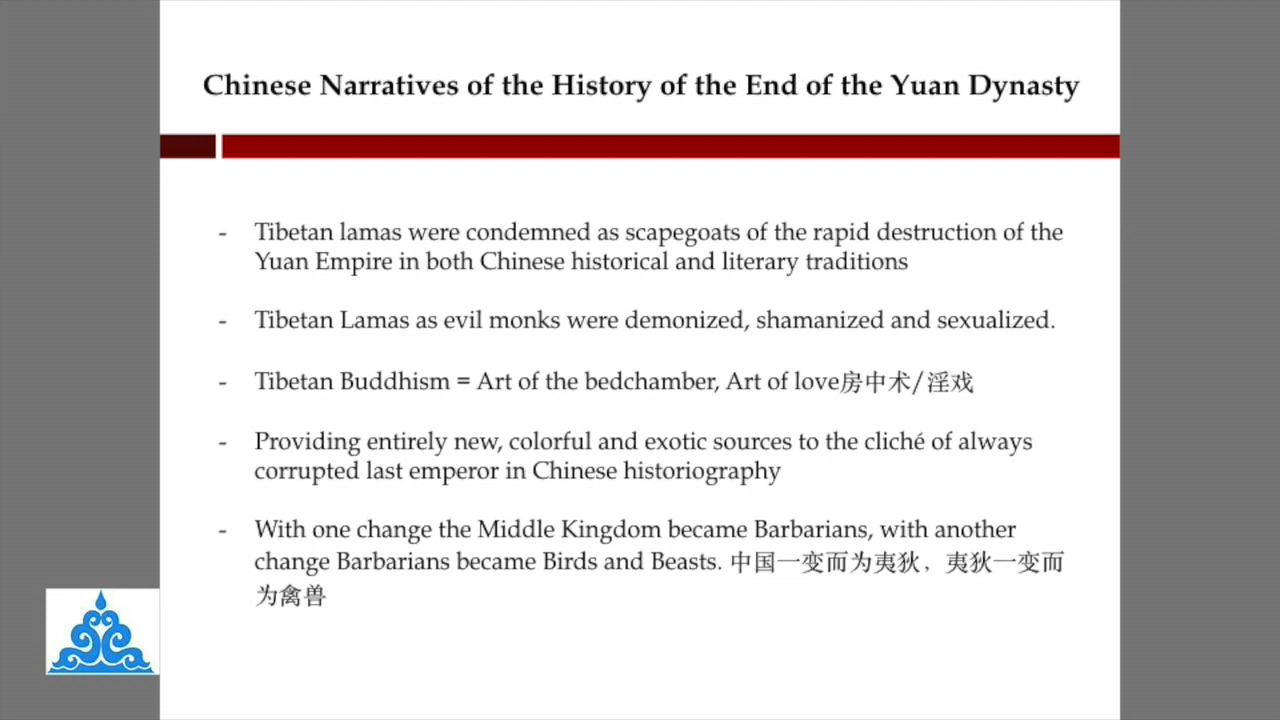 Chinese Narratives of the History of the End of the Yuan Dynasty
- Tibetan lamas were condemned as scapegoats of the rapid destruction of the
Yuan Empire in both Chinese historical and literary traditions
- Tibetan Lamas as evil monks were demonized, shamanized and sexualized.
- Tibetan Buddhism = Art of the bedchamber, Art of love房中术/淫戏
- Providing entirely new, colorful and exotic sources to the cliché of always
corrupted last emperor in Chinese historiography
- With one change the Middle Kingdom became Barbarians, with another
change Barbarians became Birds and Beasts. 中国一变而为夷狄，夷狄一变而
为禽兽